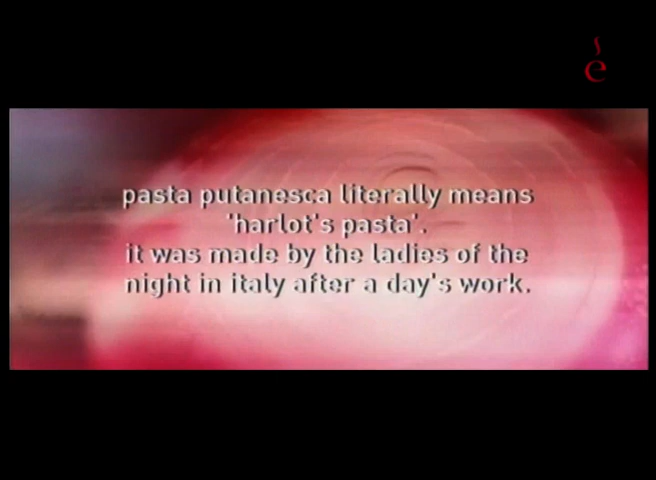 e
pasta putanesca literally means
'harlot's pasta'.
it was made by the ladies of the
night in italy after a day's work.